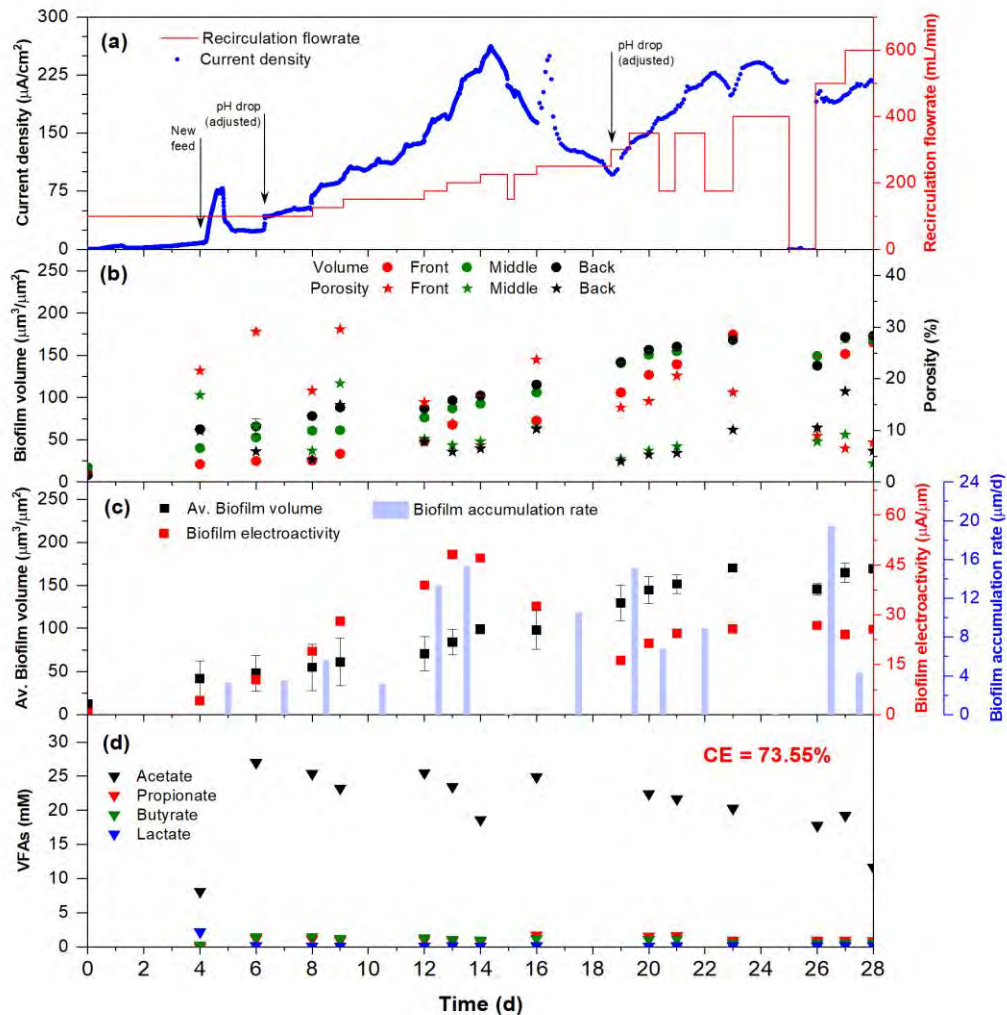 (a)
Recirculation flowrate
Current density
New
feed
pH drop
(adjusted)
pH drop
(adjusted)
Current density (µA/cm²)
300
225
150
75
0
Recirculation flowrate (mL/min)
600
500
400
300
200
100
0
(b)
Volume Front Middle Back
Porosity Front Middle Back
Biofilm volume (µm³/µm²)
250
200
150
100
50
0
Porosity (%)
40
30
20
10
0
(c)
Av. Biofilm volume
Biofilm accumulation rate
Biofilm electroactivity
Av. Biofilm volume (µm³/µm²)
250
200
150
100
50
0
Biofilm electroactivity (µA/µm)
60
45
30
15
0
Biofilm accumulation rate (µm/d)
24
20
16
12
8
4
0
(d)
CE = 73.55%
Acetate
Propionate
Butyrate
Lactate
VFAs (mM)
30
25
20
15
10
5
0
0 2 4 6 8 10 12 14 16 18 20 22 24 26 28
Time (d)